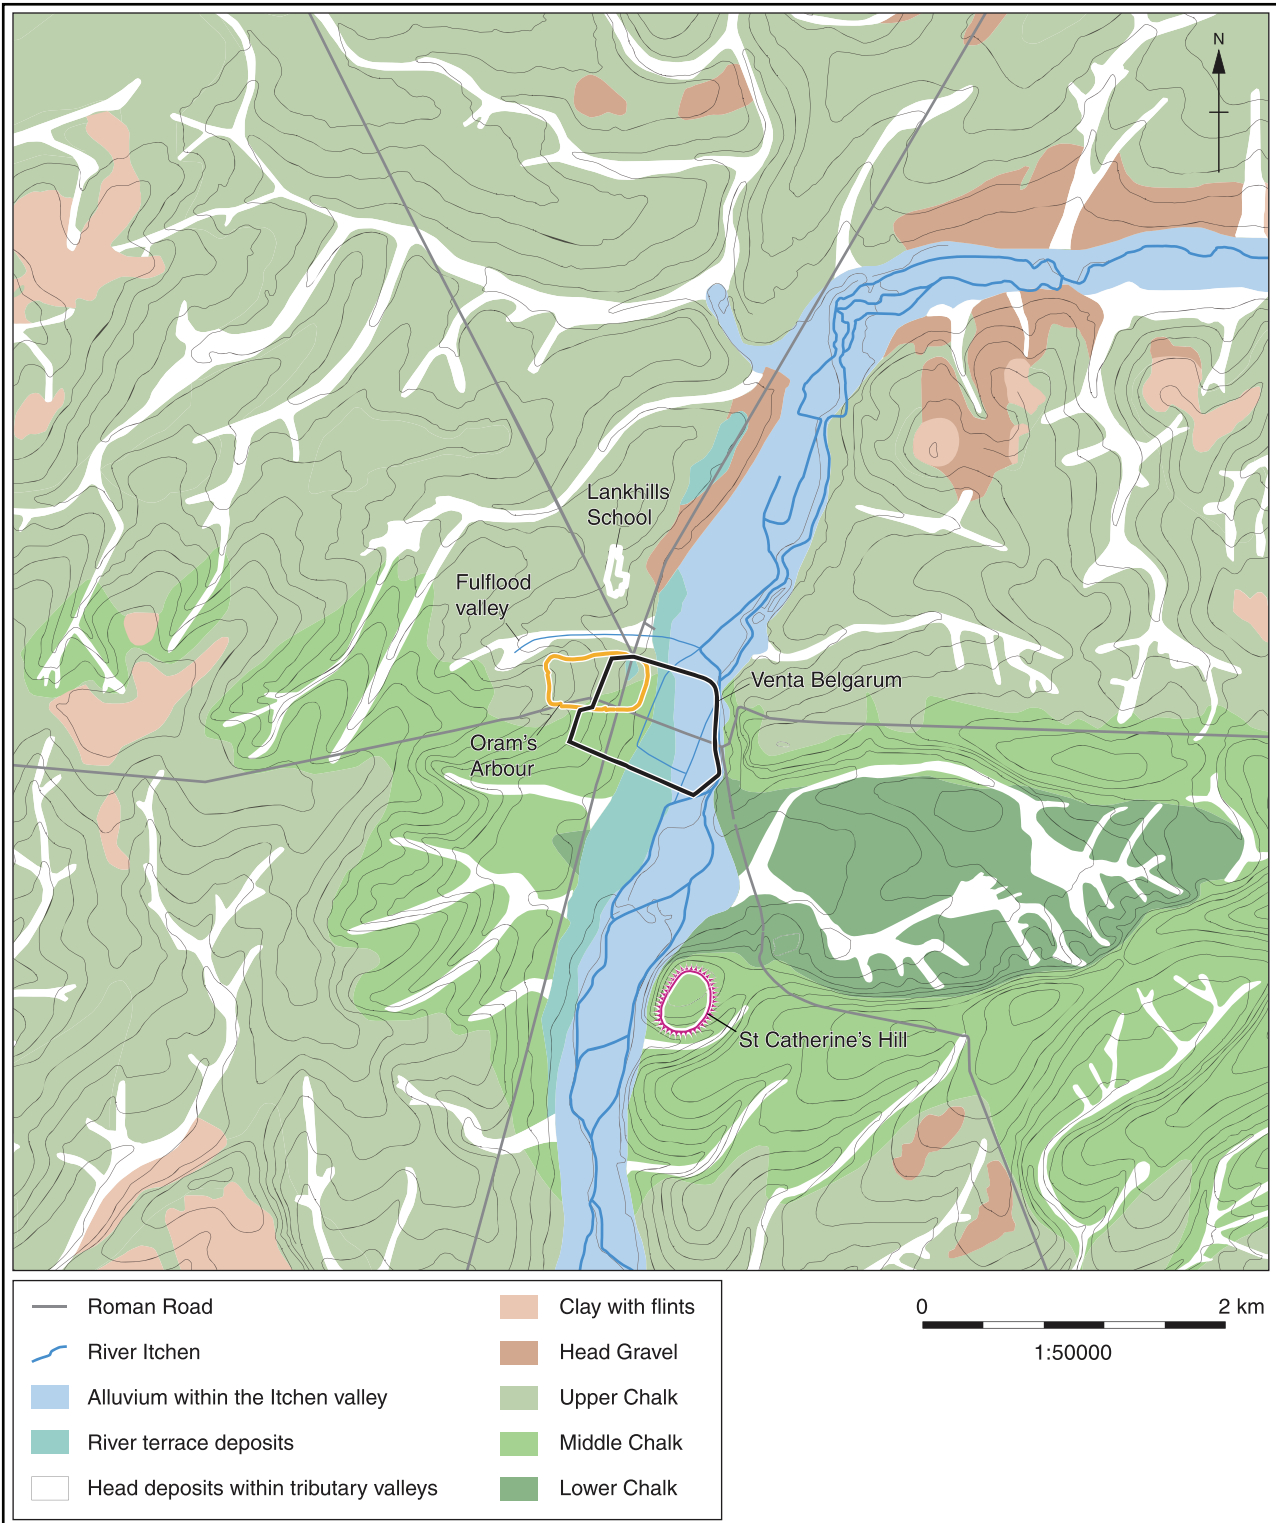 N
Lankhills
School
Fulflood
valley
Venta Belgarum
Oram's
Arbour
St Catherine's Hill
Roman Road
River Itchen
Alluvium within the Itchen valley
River terrace deposits
Head deposits within tributary valleys
Clay with flints
Head Gravel
Upper Chalk
Middle Chalk
Lower Chalk
0 2 km
1:50000